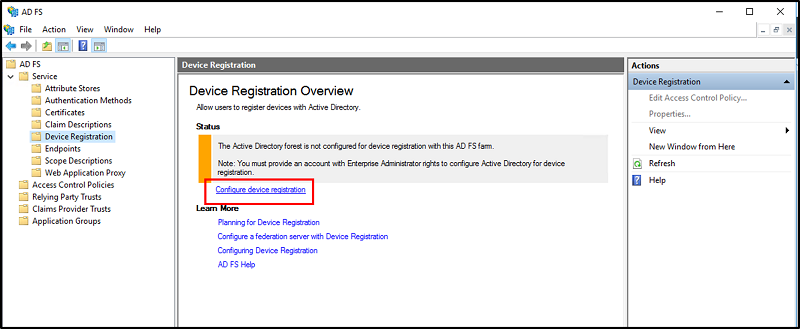 AD FS
File Action View Window Help
AD FS
Service
Attribute Stores
Authentication Methods
Certificates
Claim Descriptions
Device Registration
Endpoints
Scope Descriptions
Web Application Proxy
Access Control Policies
Relying Party Trusts
Claims Provider Trusts
Application Groups
Device Registration
Device Registration Overview
Allow users to register devices with Active Directory.
Status
The Active Directory forest is not configured for device registration with this AD FS farm.
Note: You must provide an account with Enterprise Administrator rights to configure Active Directory for device
registration.
Configure device registration
Learn More
Planning for Device Registration
Configure a federation server with Device Registration
Configuring Device Registration
AD FS Help
Actions
Device Registration
Edit Access Control Policy...
Properties...
View
New Window from Here
Refresh
Help